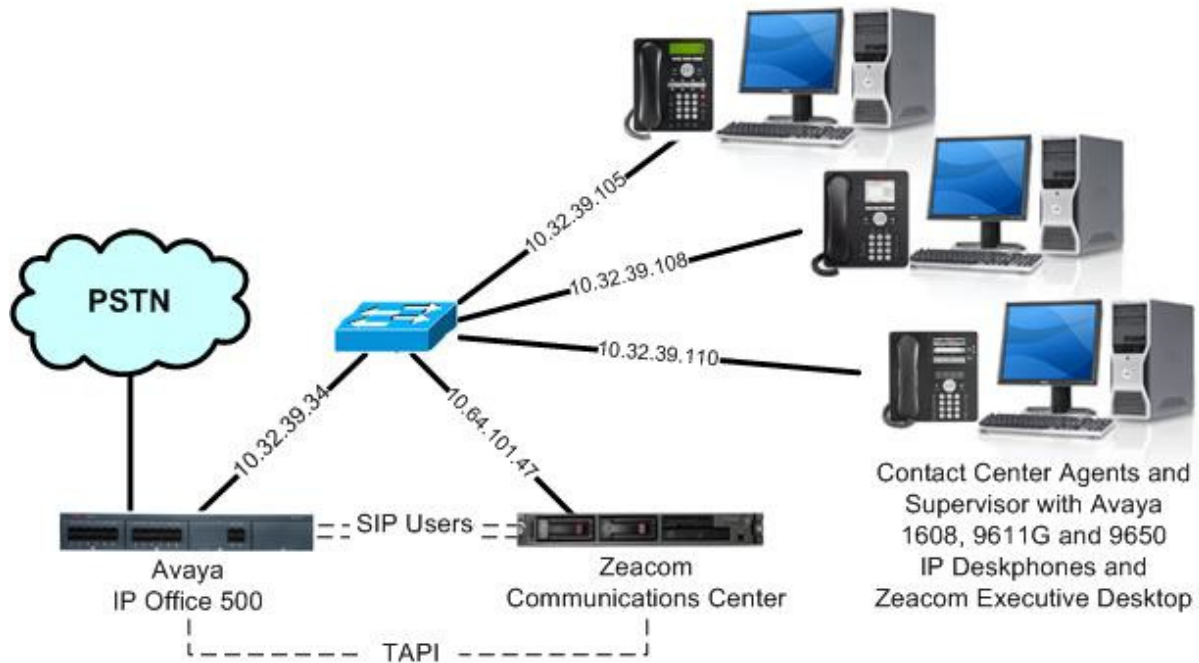 10.32.39.105
10.32.39.108
PSTN
10.32.39.110
10.32.39.34
10.64.101.47
SIP Users
Avaya
IP Office 500
Zeacom
Communications Center
Contact Center Agents and
Supervisor with Avaya
1608, 9611G and 9650
IP Deskphones and
Zeacom Executive Desktop
TAPI